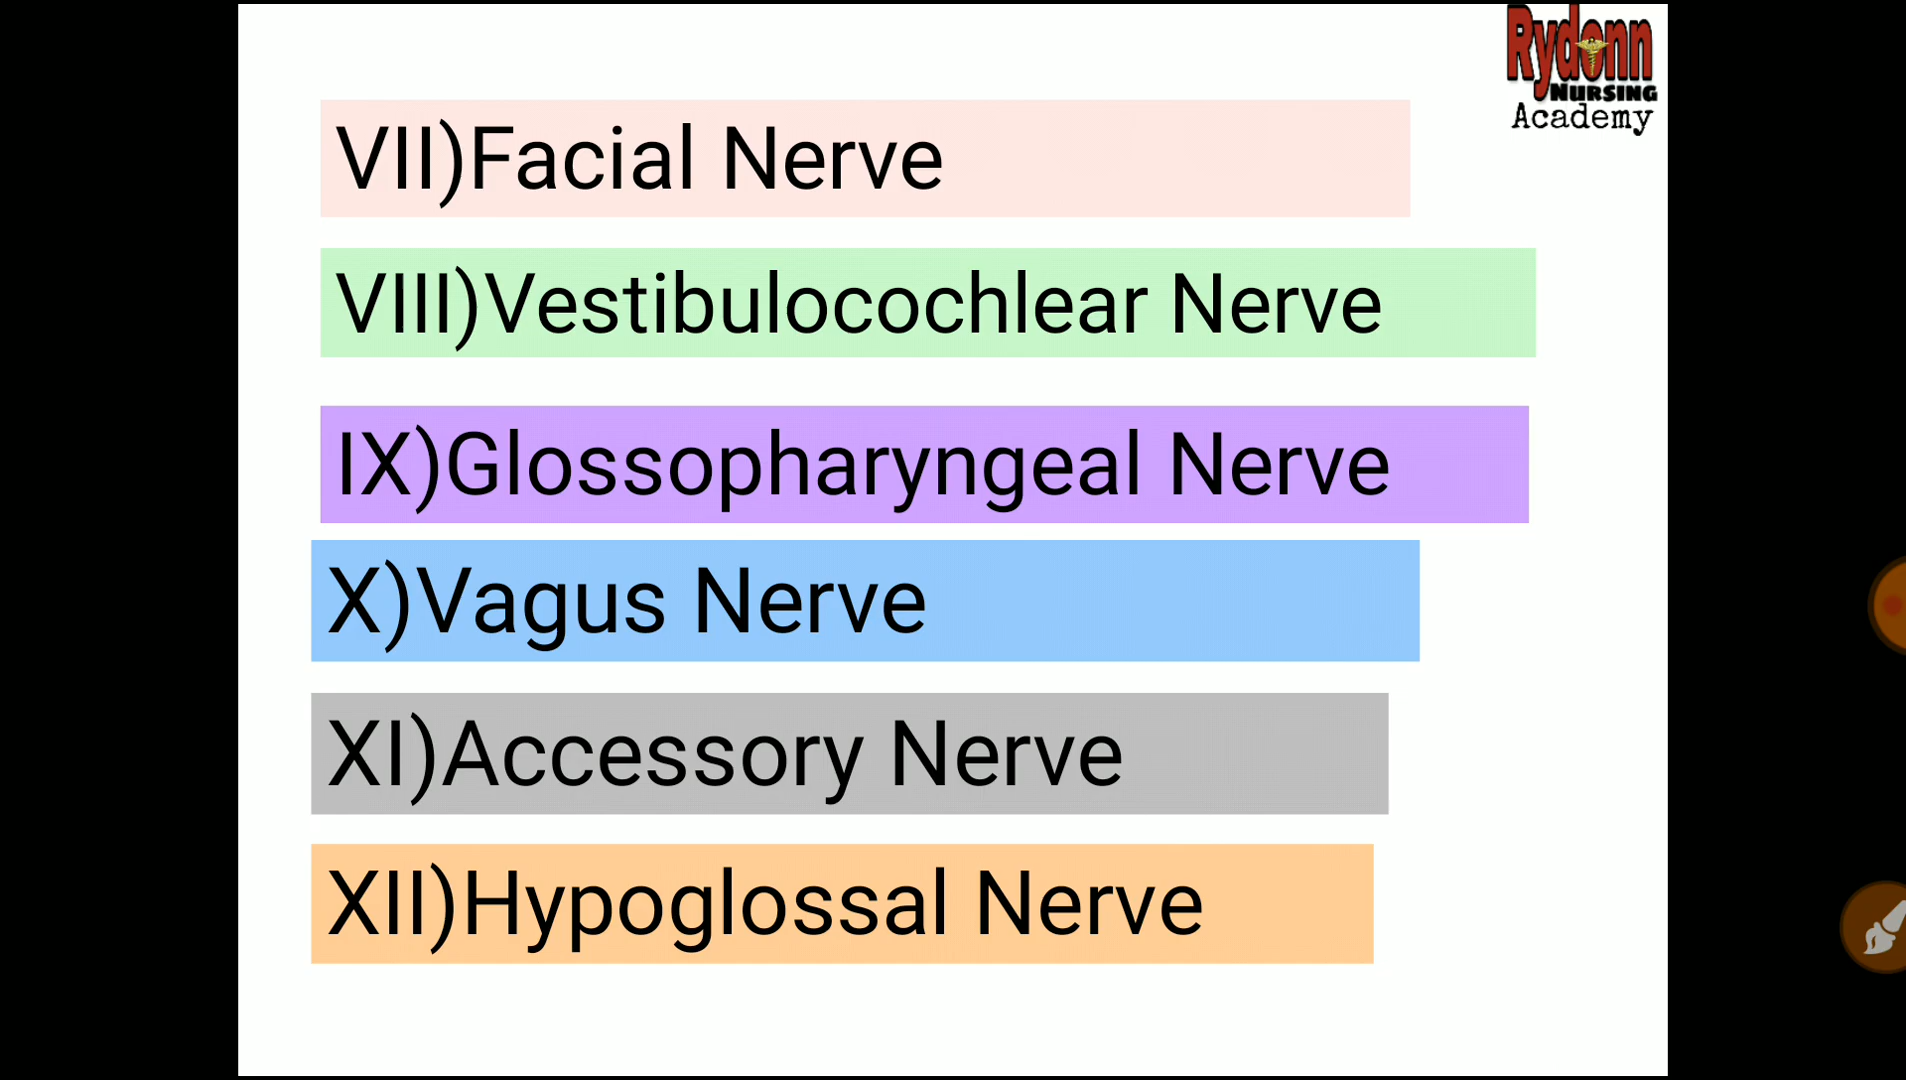 Rydonn
NURSING
Academy
VII)Facial Nerve
VIII)Vestibulocochlear Nerve
IX)Glossopharyngeal Nerve
X)Vagus Nerve
XI)Accessory Nerve
XII)Hypoglossal Nerve